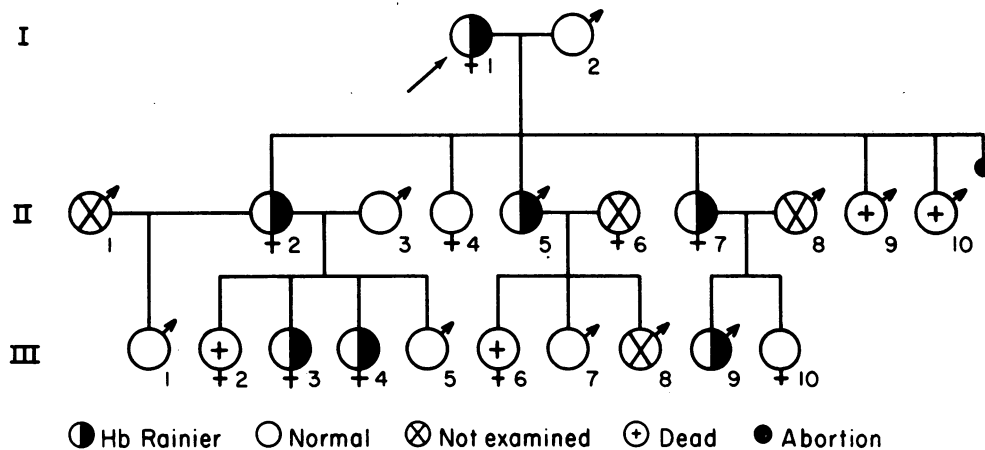 I
1 2
II
1 2 3 4 5 6 7 8 9 10
III
1 2 3 4 5 6 7 8 9 10
Hb Rainier Normal Not examined Dead Abortion